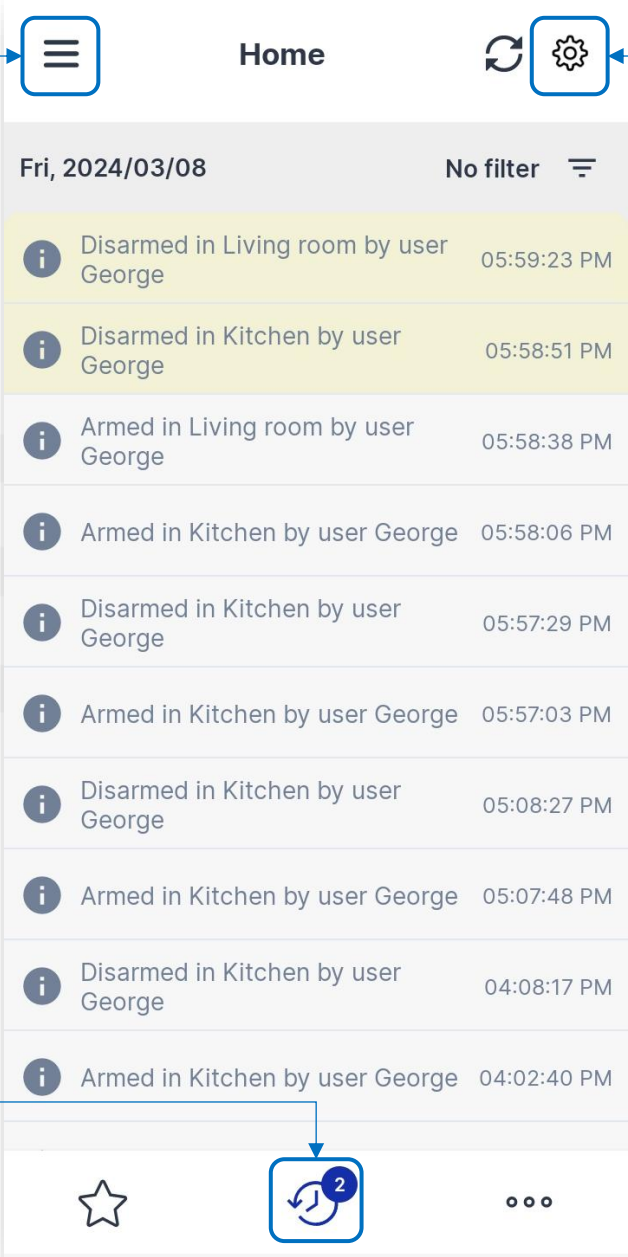 Home
Fri, 2024/03/08 No filter
Disarmed in Living room by user
George
05:59:23 PM
Disarmed in Kitchen by user
George
05:58:51 PM
Armed in Living room by user
George
05:58:38 PM
Armed in Kitchen by user George 05:58:06 PM
Disarmed in Kitchen by user
George
05:57:29 PM
Armed in Kitchen by user George 05:57:03 PM
Disarmed in Kitchen by user
George
05:08:27 PM
Armed in Kitchen by user George 05:07:48 PM
Disarmed in Kitchen by user
George
04:08:17 PM
Armed in Kitchen by user George 04:02:40 PM
2